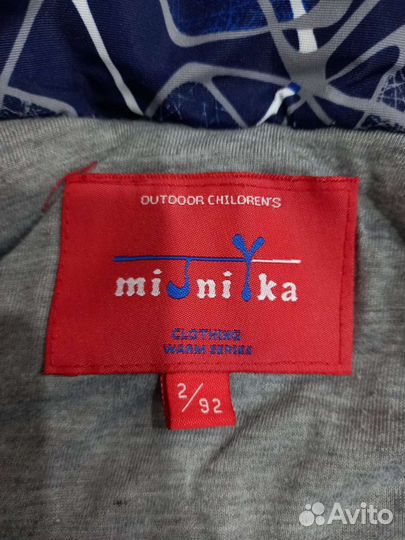 OUTDOOR CHILDREN'S
miJniYka
CLOTHING
WARM SERIES
2/92
Avito